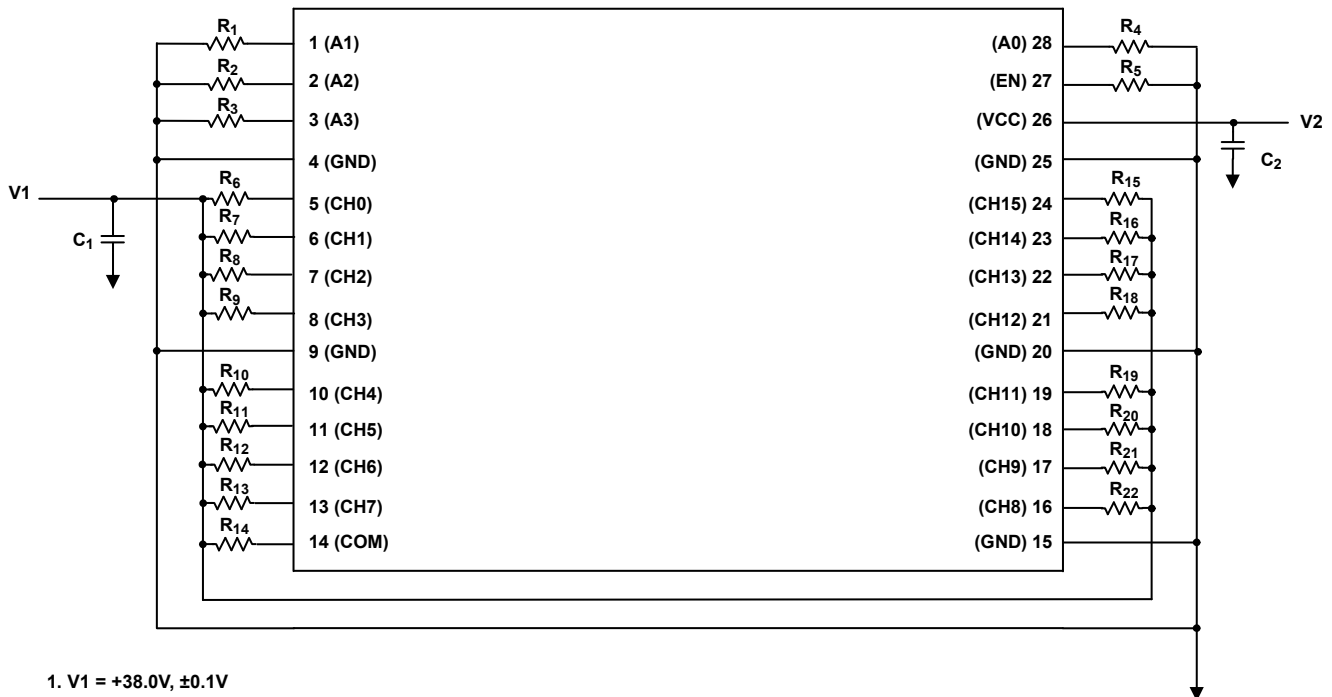 R1
1 (A1)
(A0) 28
R4
R2
2 (A2)
(EN) 27
R5
R3
3 (A3)
(VCC) 26
V2
4 (GND)
(GND) 25
C2
V1
R6
5 (CH0)
(CH15) 24
R15
C1
R7
6 (CH1)
(CH14) 23
R16
R8
7 (CH2)
(CH13) 22
R17
R9
8 (CH3)
(CH12) 21
R18
9 (GND)
(GND) 20
R10
10 (CH4)
(CH11) 19
R19
R11
11 (CH5)
(CH10) 18
R20
R12
12 (CH6)
(CH9) 17
R21
R13
13 (CH7)
(CH8) 16
R22
R14
14 (COM)
(GND) 15
1. V1 = +38.0V, ±0.1V